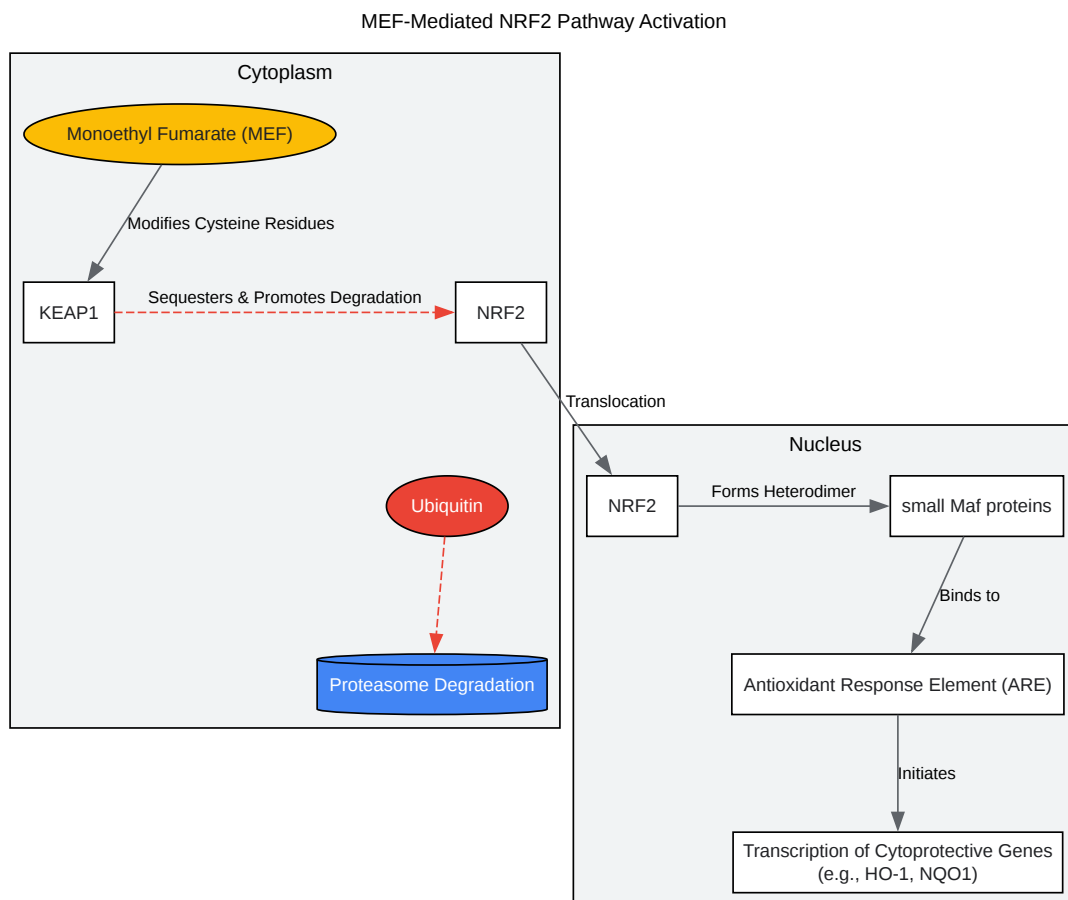 MEF-Mediated NRF2 Pathway Activation
Cytoplasm
Monoethyl Fumarate (MEF)
Modifies Cysteine Residues
KEAP1
Sequesters & Promotes Degradation
NRF2
Translocation
Nucleus
NRF2
Forms Heterodimer
small Maf proteins
Ubiquitin
Binds to
Proteasome Degradation
Antioxidant Response Element (ARE)
Initiates
Transcription of Cytoprotective Genes
(e.g., HO-1, NQO1)